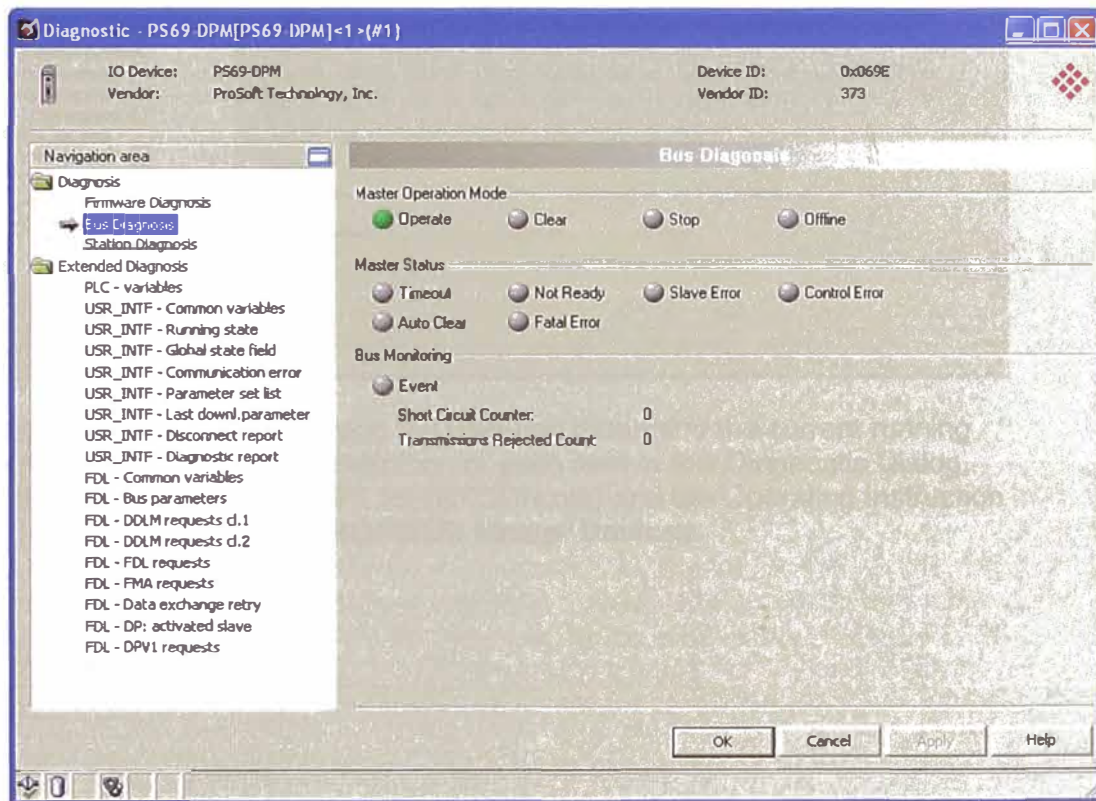 Diagnostic - PS69-DPM[PS69-DPM]<1>(#1)
IO Device: PS69-DPM Device ID: 0x069E
Vendor: ProSoft Technology, Inc. Vendor ID: 373
Navigation area
Bus Diagnosis
Diagnosis
Firmware Diagnosis
Bus Diagnosis
Station Diagnosis
Extended Diagnosis
PLC - variables
USR_INTF - Common variables
USR_INTF - Running state
USR_INTF - Global state field
USR_INTF - Communication error
USR_INTF - Parameter set list
USR_INTF - Last downl.parameter
USR_INTF - Disconnect report
USR_INTF - Diagnostic report
FDL - Common variables
FDL - Bus parameters
FDL - DDLM requests cl.1
FDL - DDLM requests cl.2
FDL - FDL requests
FDL - FMA requests
FDL - Data exchange retry
FDL - DP: activated slave
FDL - DPV1 requests
Master Operation Mode
Operate Clear Stop Offline
Master Status
Timeout Not Ready Slave Error Control Error
Auto Clear Fatal Error
Bus Monitoring
Event
Short Circuit Counter: 0
Transmissions Rejected Count: 0
OK Cancel Apply Help